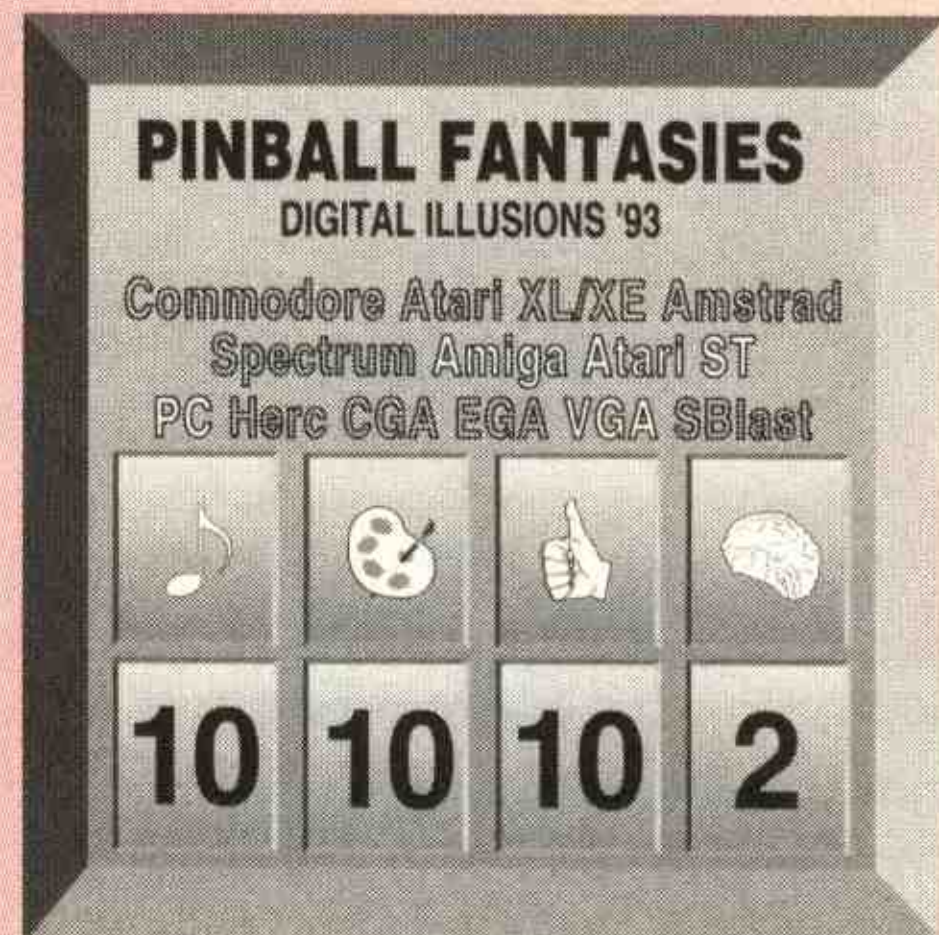 PINBALL FANTASIES
DIGITAL ILLUSIONS '93
Commodore Atari XL/XE Amstrad
Spectrum Amiga Atari ST
PC Herc CGA EGA VGA SBlast
10 10 10 2